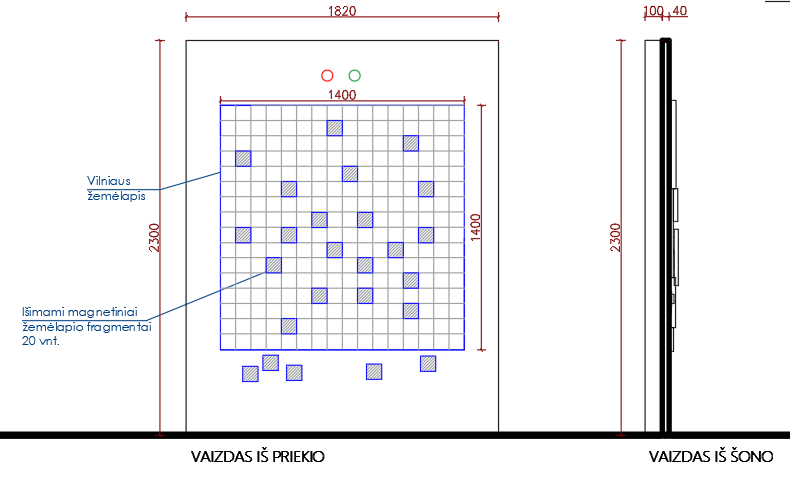 1820
100
40
1400
Vilniaus
žemėlapis
2300
1400
2300
Išimami magnetiniai
žemėlapio fragmentai
20 vnt.
VAIZDAS IŠ PRIEKIO
VAIZDAS IŠ ŠONO